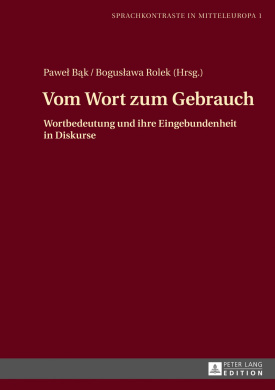 SPRACHKONTRASTE IN MITTELEUROPA 1
Paweł Bąk / Bogusława Rolek (Hrsg.)
Vom Wort zum Gebrauch
Wortbedeutung und ihre Eingebundenheit
in Diskurse
PETER LANG
EDITION